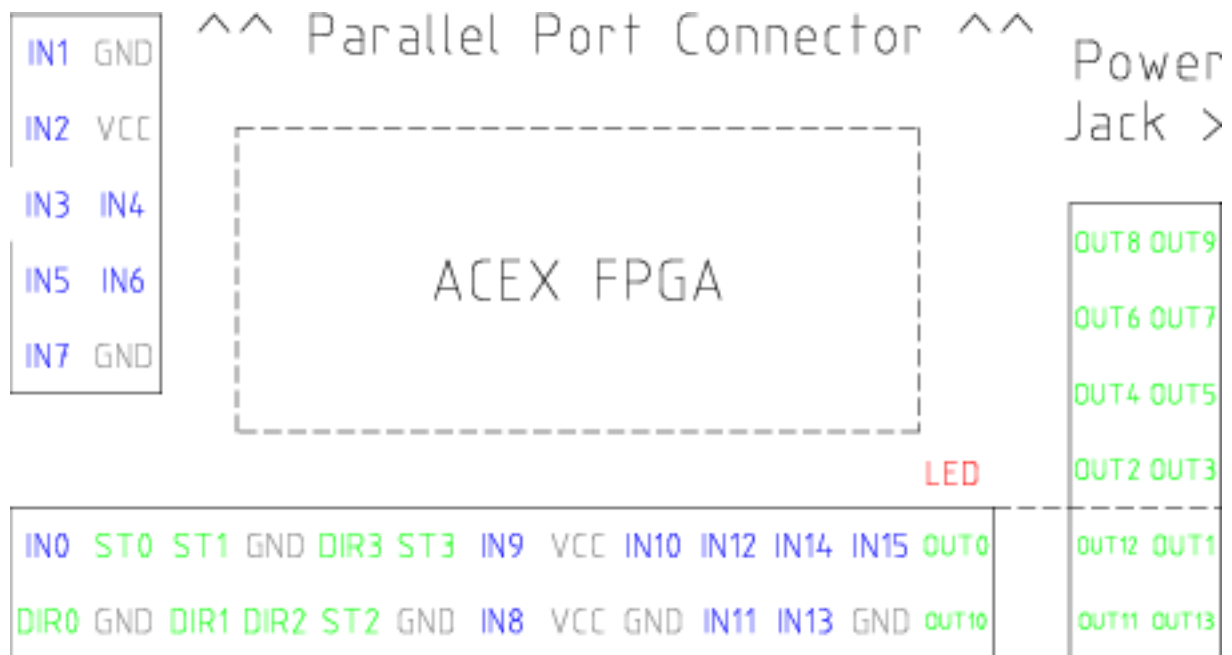 ^^ Parallel Port Connector ^^
Power
Jack >
IN1 GND
IN2 VCC
IN3 IN4
IN5 IN6
IN7 GND
ACEX FPGA
OUT8 OUT9
OUT6 OUT7
OUT4 OUT5
OUT2 OUT3
OUT12 OUT1
OUT11 OUT13
LED
IN0 ST0 ST1 GND DIR3 ST3 IN9 VCC IN10 IN12 IN14 IN15 OUT0
DIR0 GND DIR1 DIR2 ST2 GND IN8 VCC GND IN11 IN13 GND OUT10